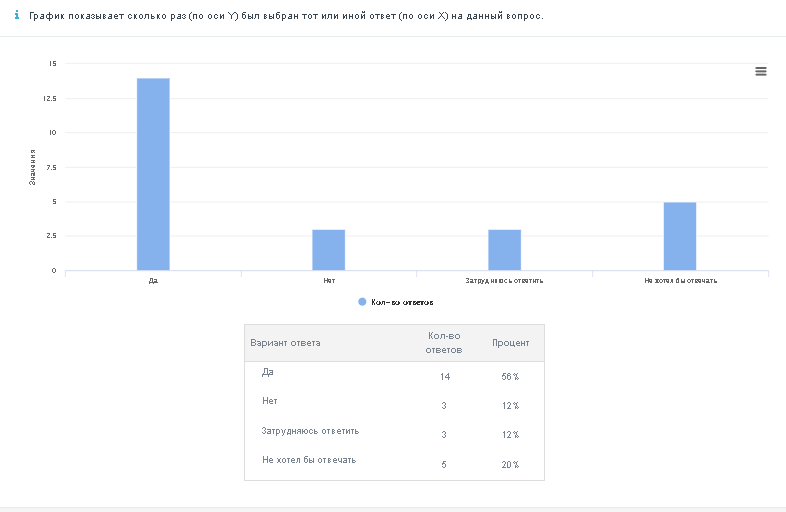 График показывает сколько раз (по оси Y) был выбран тот или иной ответ (по оси X) на данный вопрос.
15
12.5
10
7.5
5
2.5
0
Значения
Да
Нет
Затрудняюсь ответить
Не хотел бы отвечать
Кол-во ответов
Вариант ответа
Кол-во
ответов
Процент
Да 14 56%
Нет 3 12%
Затрудняюсь ответить 3 12%
Не хотел бы отвечать 5 20%